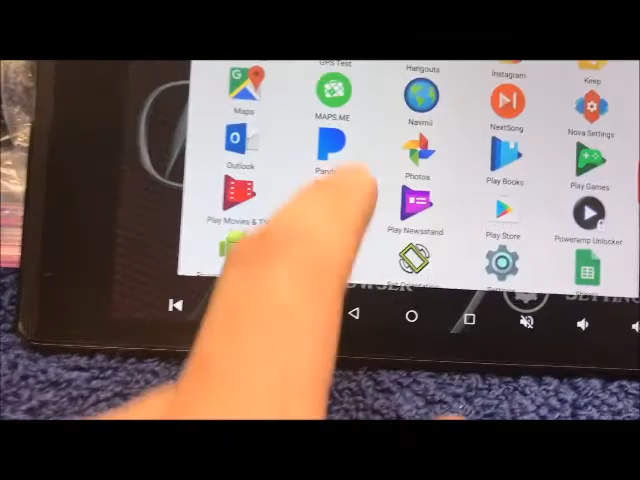 GPS Test
Hangouts
Instagram
Keep
Maps
MAPS.ME
Navmii
NextSong
Nova Settings
Outlook
Photos
Play Books
Play Games
Play Movies & TV
Play Newsstand
Play Store
Poweramp Unlocker